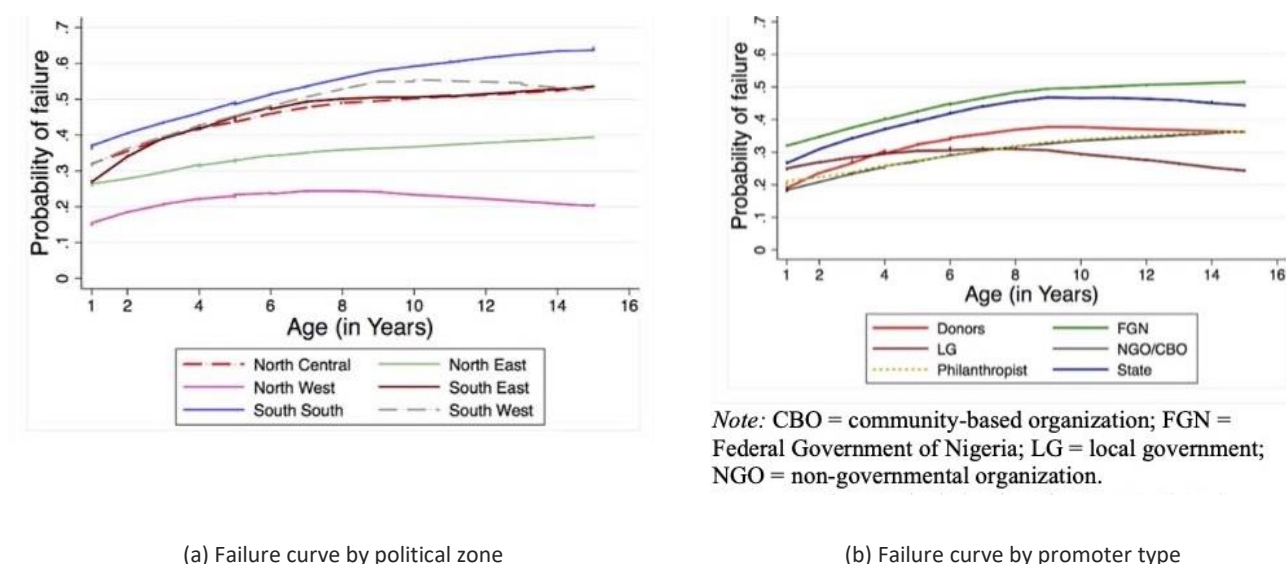 Probability of failure
.7
.6
.5
.4
.3
.2
.1
0
1 2 4 6 8 10 12 14 16
Age (in Years)
North Central North East
North West South East
South South South West
Probability of failure
.7
.6
.5
.4
.3
.2
.1
0
1 2 4 6 8 10 12 14 16
Age (in Years)
Donors FGN
LG NGO/CBO
Philanthropist State
Note: CBO = community-based organization; FGN =
Federal Government of Nigeria; LG = local government;
NGO = non-governmental organization.
(a) Failure curve by political zone
(b) Failure curve by promoter type